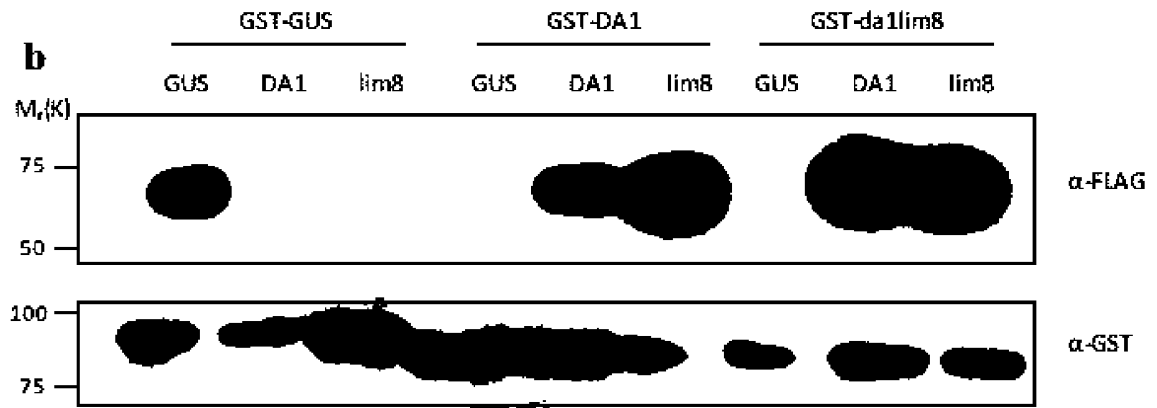 GST-GUS GST-DA1 GST-da1lim8
b
GUS DA1 lim8 GUS DA1 lim8 GUS DA1 lim8
Mr(K)
75
α-FLAG
50
100
α-GST
75